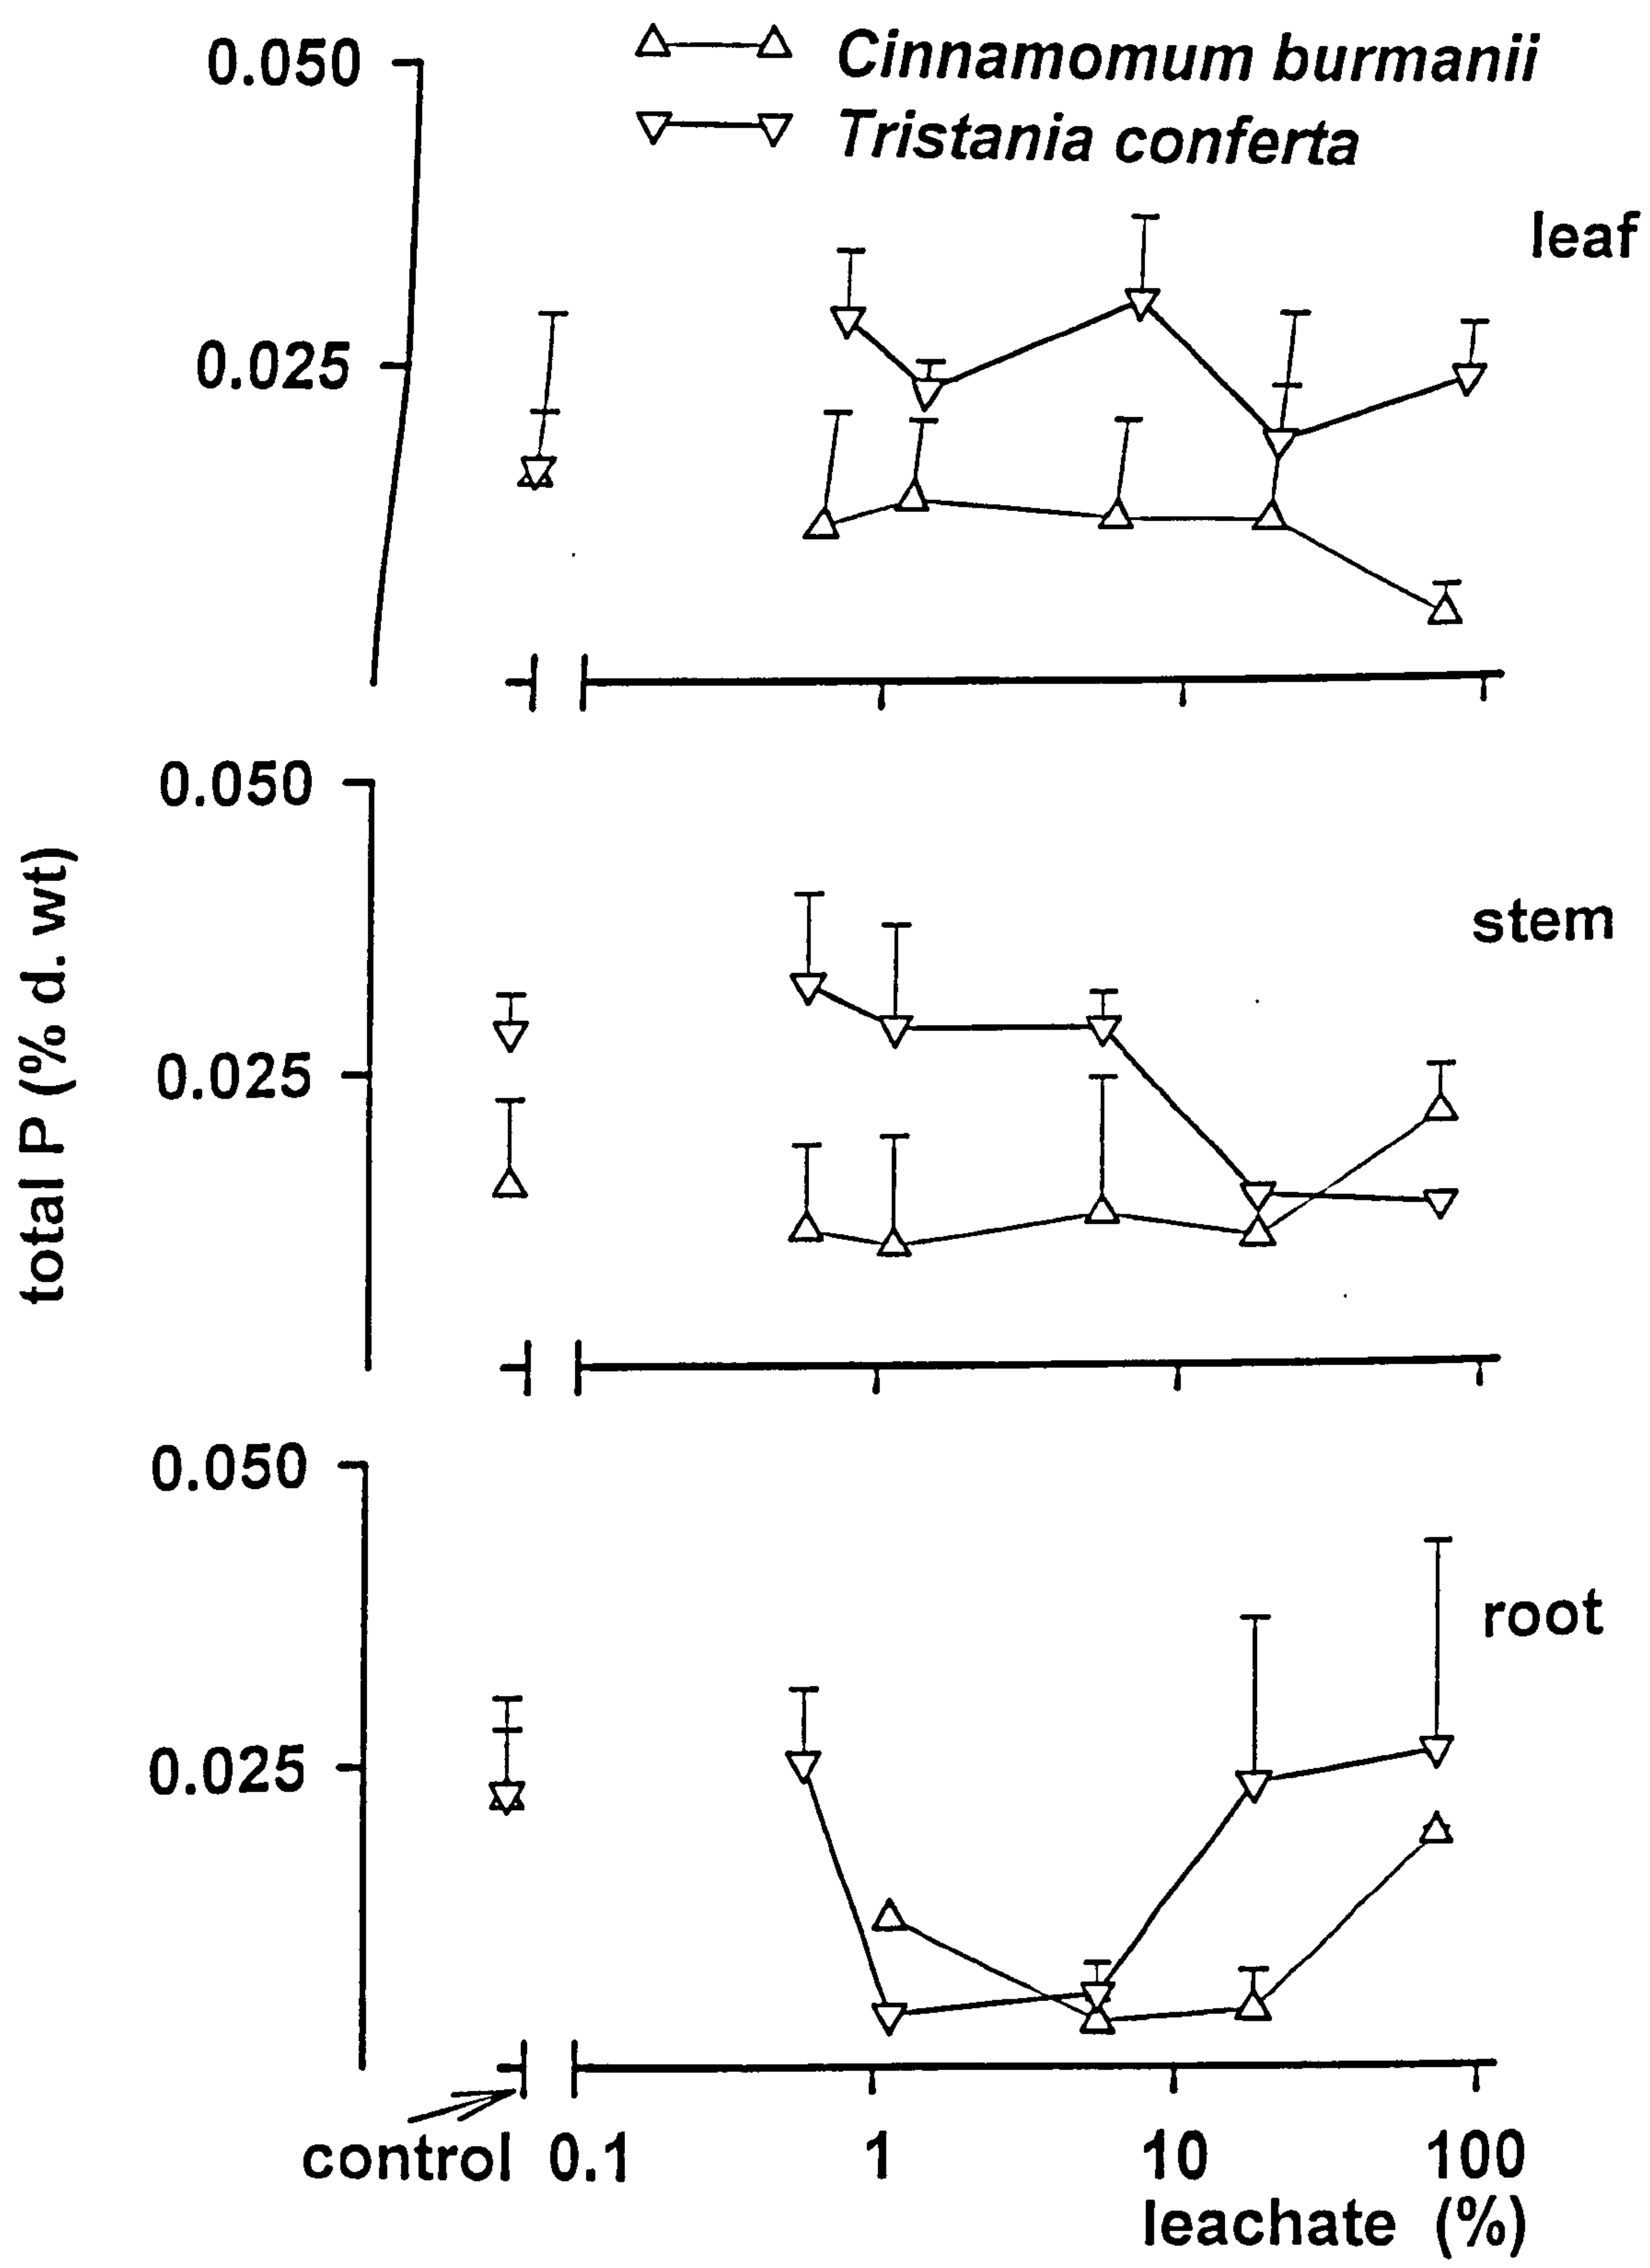 0.050
Cinnamomum burmanii
Tristania conferta
leaf
0.025
0.050
stem
0.025
total P (% d. wt)
0.050
root
0.025
control 0.1 1 10 100
leachate (%)